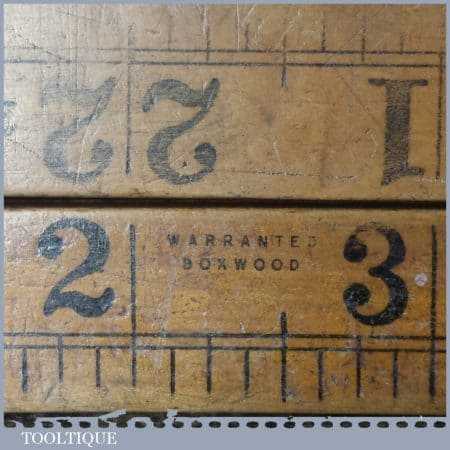 22 1
2 WARRANTED 3
BOXWOOD
TOOLTIQUE